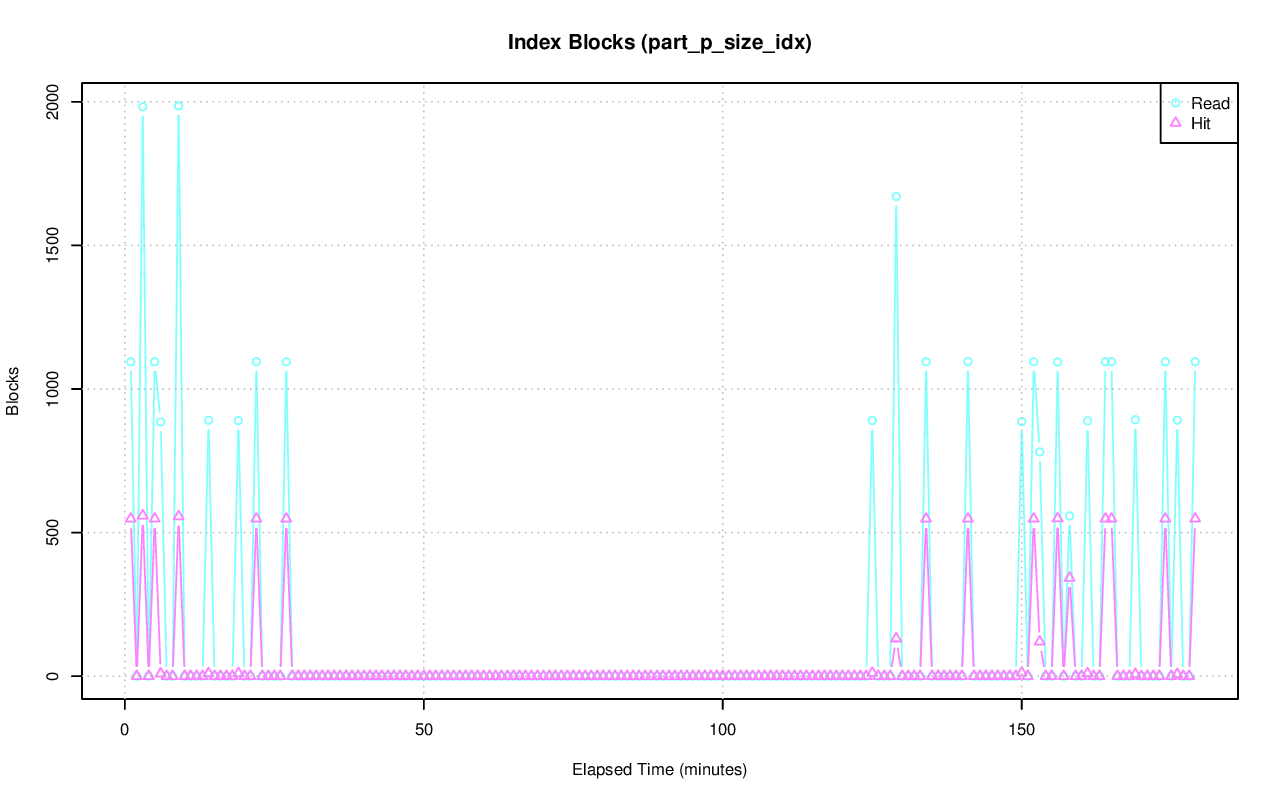 Index Blocks (part_p_size_idx)
Read
Hit
Blocks
2000
1500
1000
500
0
0 50 100 150
Elapsed Time (minutes)